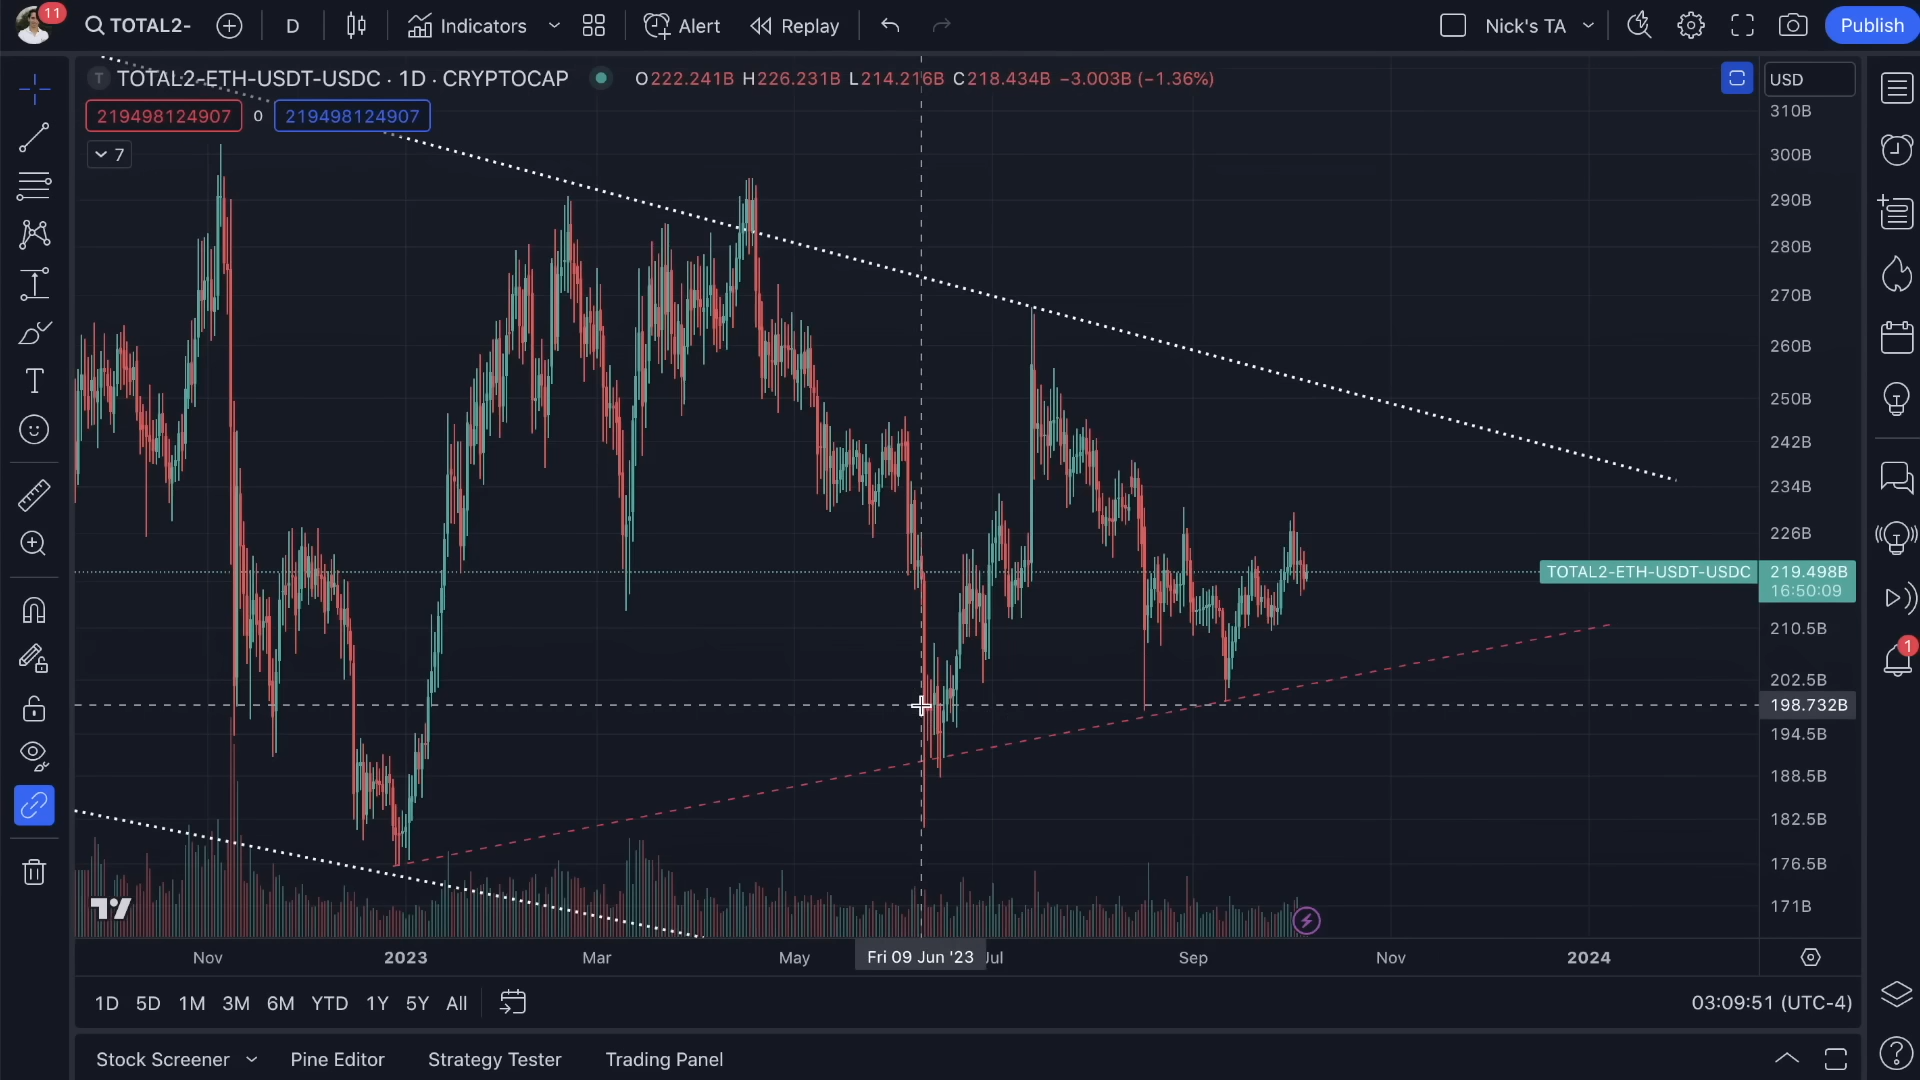 11
TOTAL2-
D
Indicators
Alert
Replay
Nick's TA
Publish
TOTAL2-ETH-USDT-USDC · 1D · CRYPTOCAP
O222.241B H226.231B L214.216B C218.434B −3.003B (−1.36%)
USD
219498124907 0 219498124907
7
310B
300B
290B
280B
270B
260B
250B
242B
234B
226B
TOTAL2-ETH-USDT-USDC 219.498B
16:50:09
210.5B
202.5B
198.732B
194.5B
188.5B
182.5B
176.5B
171B
1
Nov 2023 Mar May Fri 09 Jun '23 Jul Sep Nov 2024
1D 5D 1M 3M 6M YTD 1Y 5Y All
03:09:51 (UTC-4)
Stock Screener Pine Editor Strategy Tester Trading Panel